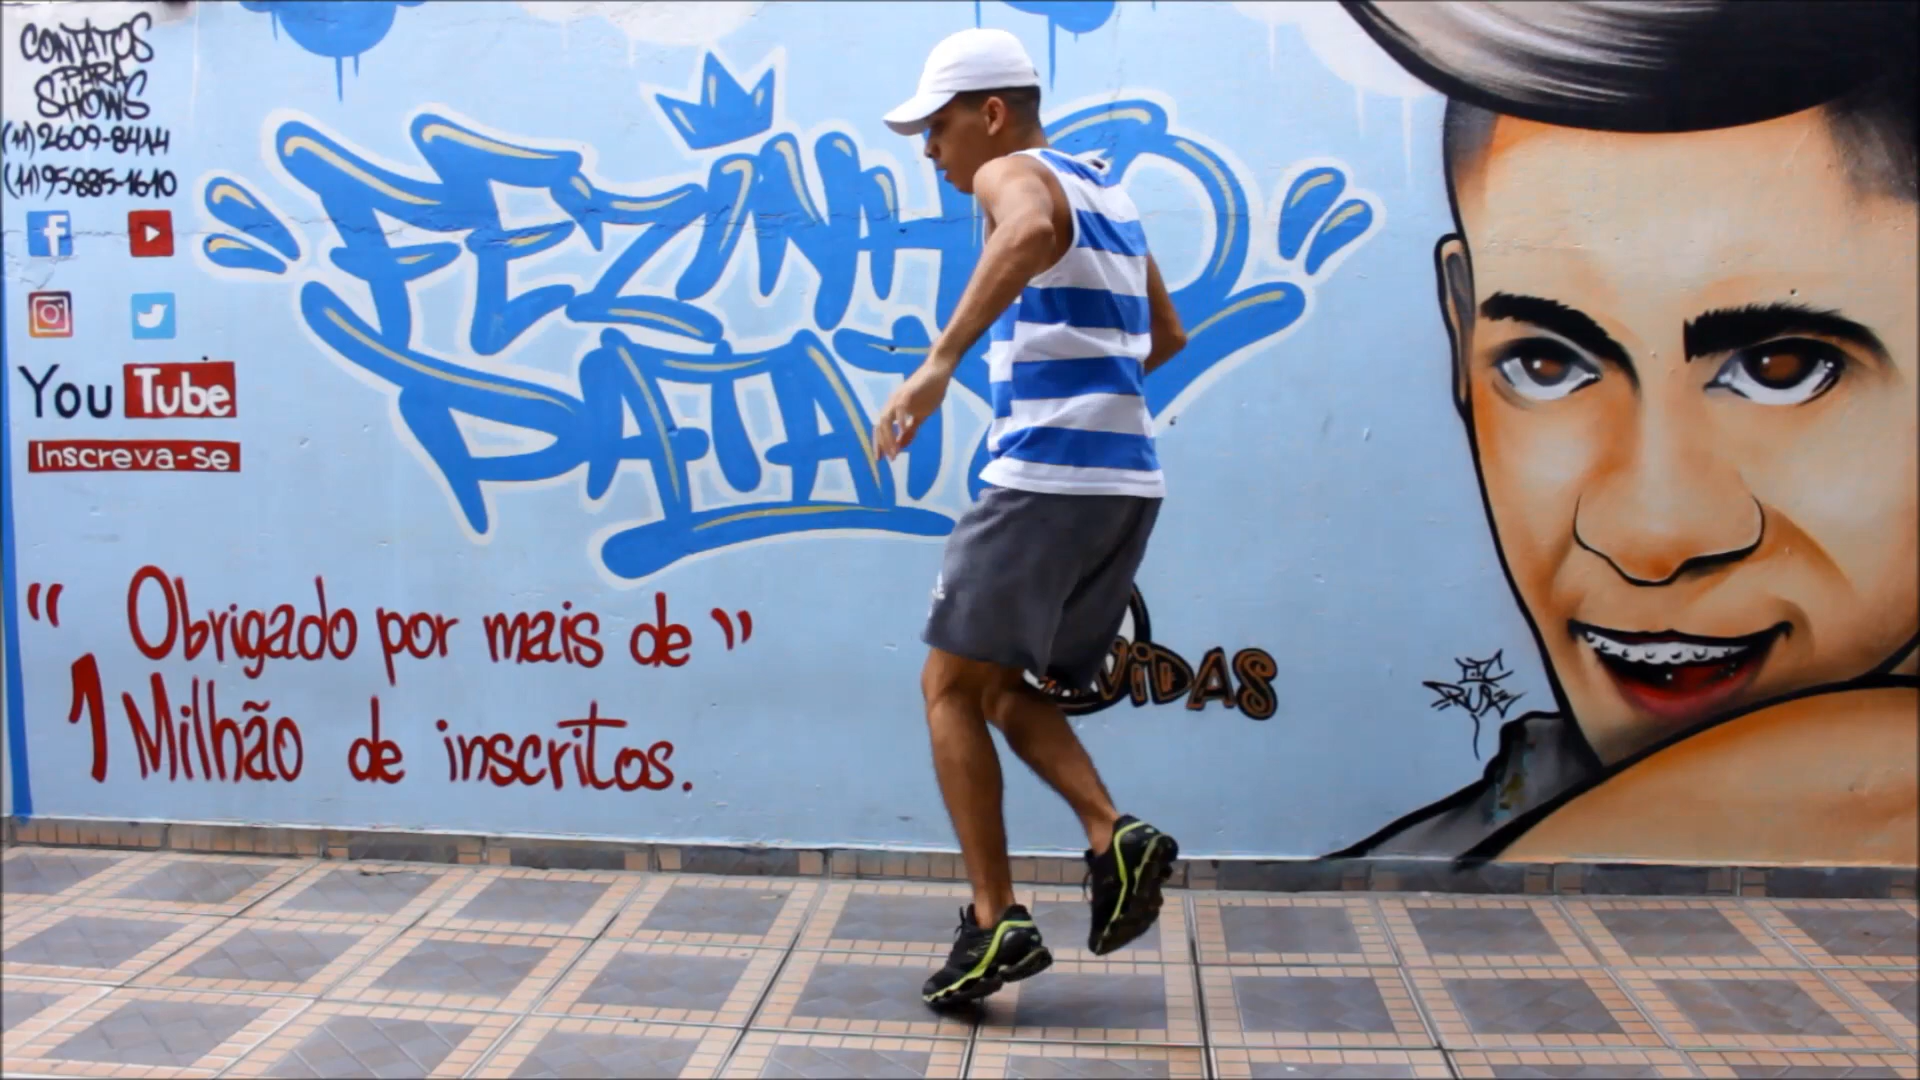 CONTATOS
PARA
SHOWS
(11) 2609-8414
(11) 95885-1610
You Tube
Inscreva-se
FEZINHO
PATAT
“ Obrigado por mais de ”
1 Milhão de inscritos.
VIDAS